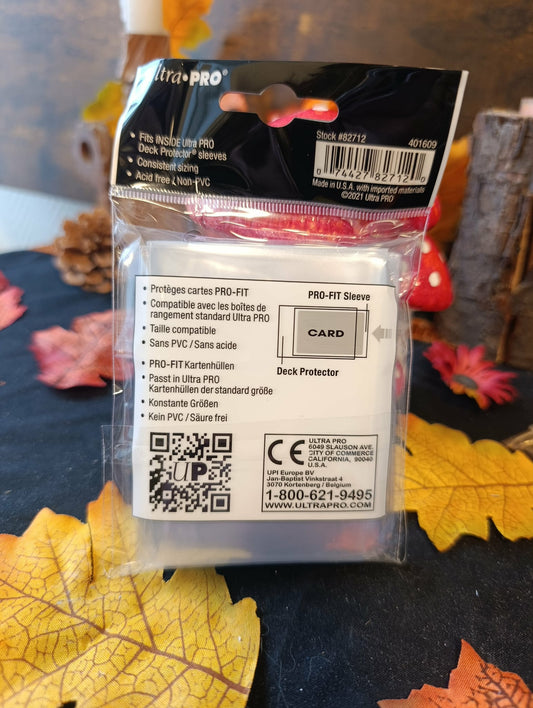 ltra•PRO®
• Fits INSIDE Ultra PRO
Deck Protector® sleeves
• Consistent sizing
• Acid free / Non-PVC
Stock #82712
401609
0 74427 82712 0
Made in U.S.A. with imported materials
©2021 Ultra PRO
• Protèges cartes PRO-FIT
• Compatible avec les boîtes de
rangement standard Ultra PRO
• Taille compatible
• Sans PVC / Sans acide
• PRO-FIT Kartenhüllen
• Passt in Ultra PRO
Kartenhüllen der standard größe
• Konstante Größen
• Kein PVC / Säure frei
PRO-FIT Sleeve
CARD
Deck Protector
UP
CE
ULTRA PRO
6049 SLAUSON AVE.
CITY OF COMMERCE
CALIFORNIA, 90040
U.S.A.
UPI Europe BV
Jan-Baptist Vinkstraat 4
3070 Kortenberg / Belgium
1-800-621-9495
WWW.ULTRAPRO.COM